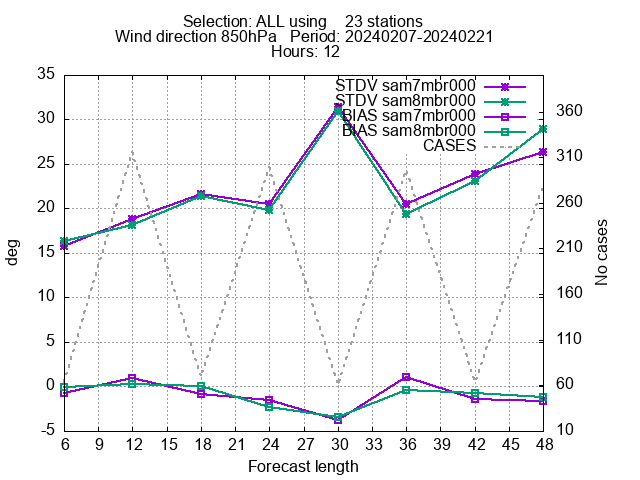 Selection: ALL using    23 stations
Wind direction 850hPa   Period: 20240207-20240221
Hours: 12
STDV sam7mbr000
STDV sam8mbr000
BIAS sam7mbr000
BIAS sam8mbr000
CASES
35
30
25
20
15
10
5
0
-5
deg
360
310
260
210
160
110
60
10
No cases
6 9 12 15 18 21 24 27 30 33 36 39 42 45 48
Forecast length